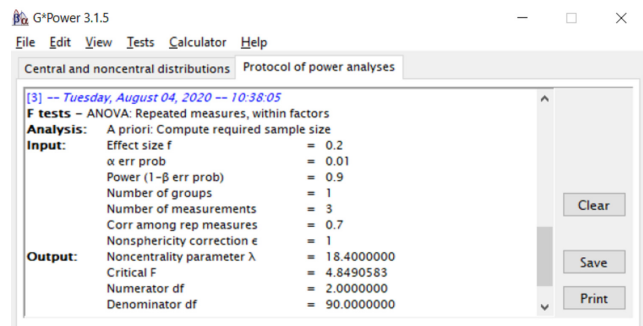 G*Power 3.1.5
File Edit View Tests Calculator Help
Central and noncentral distributions Protocol of power analyses
[3] -- Tuesday, August 04, 2020 -- 10:38:05
F tests – ANOVA: Repeated measures, within factors
Analysis: A priori: Compute required sample size
Input: Effect size f = 0.2
α err prob = 0.01
Power (1-β err prob) = 0.9
Number of groups = 1
Number of measurements = 3
Corr among rep measures = 0.7
Nonsphericity correction ϵ = 1
Output: Noncentrality parameter λ = 18.4000000
Critical F = 4.8490583
Numerator df = 2.0000000
Denominator df = 90.0000000
Clear
Save
Print